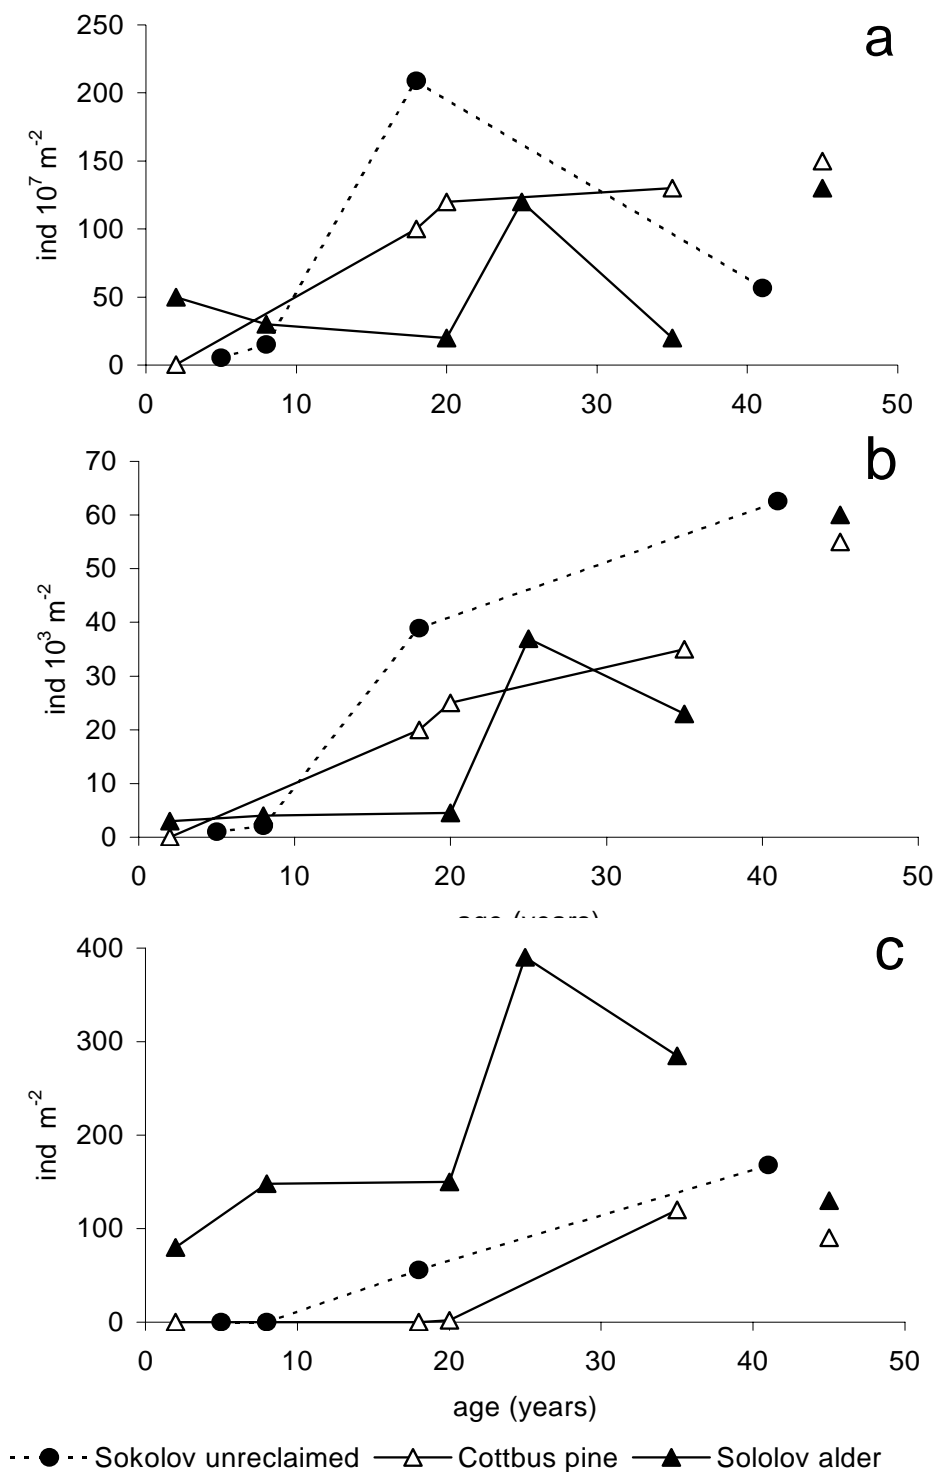 a
250
200
150
100
50
0
ind 10⁷ m⁻²
0 10 20 30 40 50
b
70
60
50
40
30
20
10
0
ind 10³ m⁻²
0 10 20 30 40 50
age (years)
c
400
300
200
100
0
ind m⁻²
0 10 20 30 40 50
age (years)
Sokolov unreclaimed Cottbus pine Sololov alder